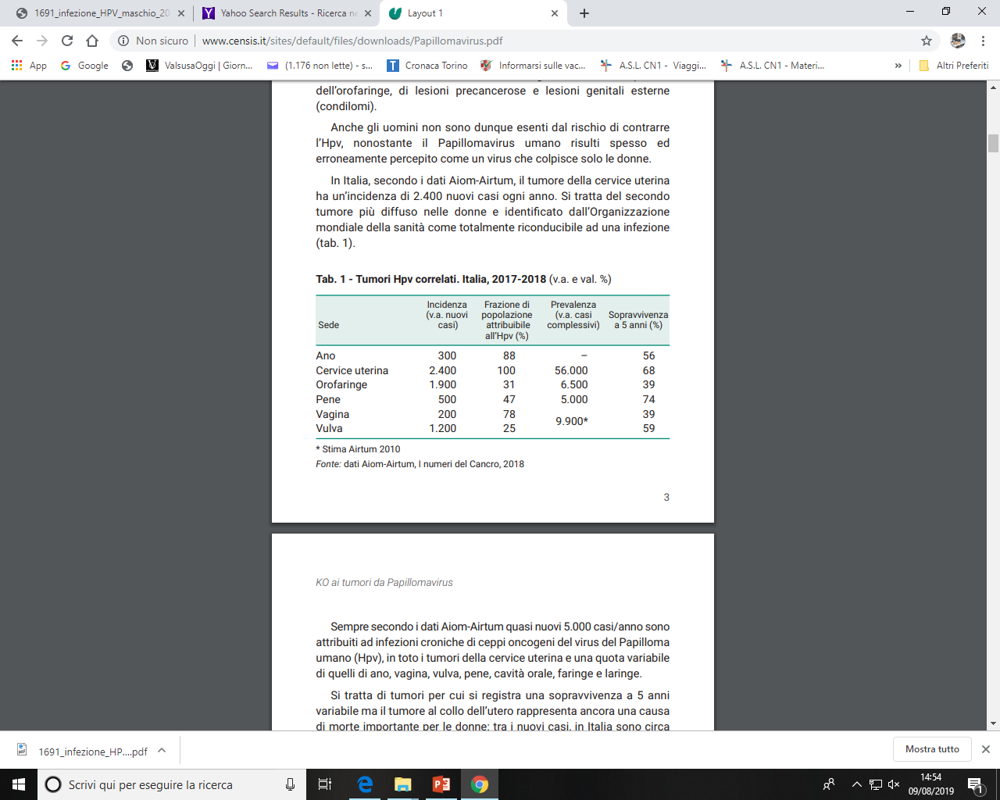 1691_infezione_HPV_maschio_20
Yahoo Search Results - Ricerca ne
Layout 1
Non sicuro
www.censis.it/sites/default/files/downloads/Papillomavirus.pdf
App
Google
ValsusaOggi | Giorn...
(1.176 non lette) - s...
Cronaca Torino
Informarsi sulle vac...
A.S.L. CN1 - Viaggi...
A.S.L. CN1 - Materi...
»
Altri Preferiti
dell'orofaringe, di lesioni precancerose e lesioni genitali esterne
(condilomi).
Anche gli uomini non sono dunque esenti dal rischio di contrarre
l'Hpv, nonostante il Papillomavirus umano risulti spesso ed
erroneamente percepito come un virus che colpisce solo le donne.
In Italia, secondo i dati Aiom-Airtum, il tumore della cervice uterina
ha un'incidenza di 2.400 nuovi casi ogni anno. Si tratta del secondo
tumore più diffuso nelle donne e identificato dall'Organizzazione
mondiale della sanità come totalmente riconducibile ad una infezione
(tab. 1).
Tab. 1 - Tumori Hpv correlati. Italia, 2017-2018 (v.a. e val. %)
Sede
Incidenza
(v.a. nuovi
casi)
Frazione di
popolazione
attribuibile
all'Hpv (%)
Prevalenza
(v.a. casi
complessivi)
Sopravvivenza
a 5 anni (%)
Ano 300 88 – 56
Cervice uterina 2.400 100 56.000 68
Orofaringe 1.900 31 6.500 39
Pene 500 47 5.000 74
Vagina 200 78 39
9.900*
Vulva 1.200 25 59
* Stima Airtum 2010
Fonte: dati Aiom-Airtum, I numeri del Cancro, 2018
3
KO ai tumori da Papillomavirus
Sempre secondo i dati Aiom-Airtum quasi nuovi 5.000 casi/anno sono
attribuiti ad infezioni croniche di ceppi oncogeni del virus del Papilloma
umano (Hpv), in toto i tumori della cervice uterina e una quota variabile
di quelli di ano, vagina, vulva, pene, cavità orale, faringe e laringe.
Si tratta di tumori per cui si registra una sopravvivenza a 5 anni
variabile ma il tumore al collo dell'utero rappresenta ancora una causa
di morte importante per le donne: tra i nuovi casi, in Italia sono circa
1691_infezione_HP....pdf
Mostra tutto
Scrivi qui per eseguire la ricerca
14:54
09/08/2019
1